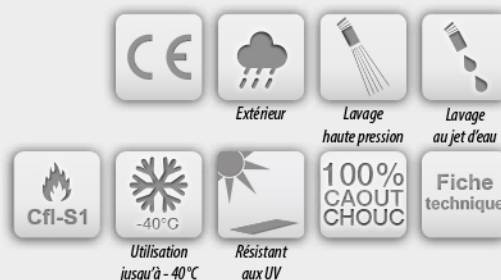 CE
Extérieur
Lavage
haute pression
Lavage
au jet d'eau
Cfl-S1
-40°C
Utilisation
jusqu'à - 40°C
Résistant
aux UV
100%
CAOUT
CHOUC
Fiche
technique